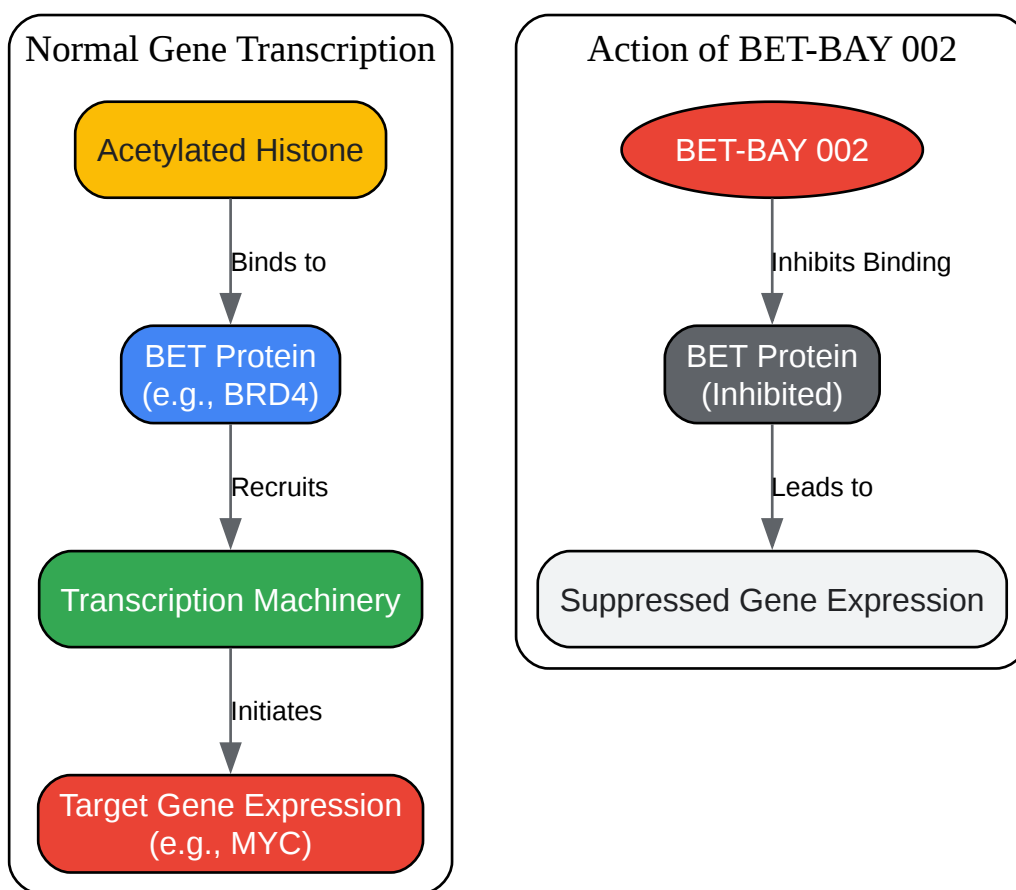 Normal Gene Transcription
Acetylated Histone
Binds to
BET Protein
(e.g., BRD4)
Recruits
Transcription Machinery
Initiates
Target Gene Expression
(e.g., MYC)
Action of BET-BAY 002
BET-BAY 002
Inhibits Binding
BET Protein
(Inhibited)
Leads to
Suppressed Gene Expression